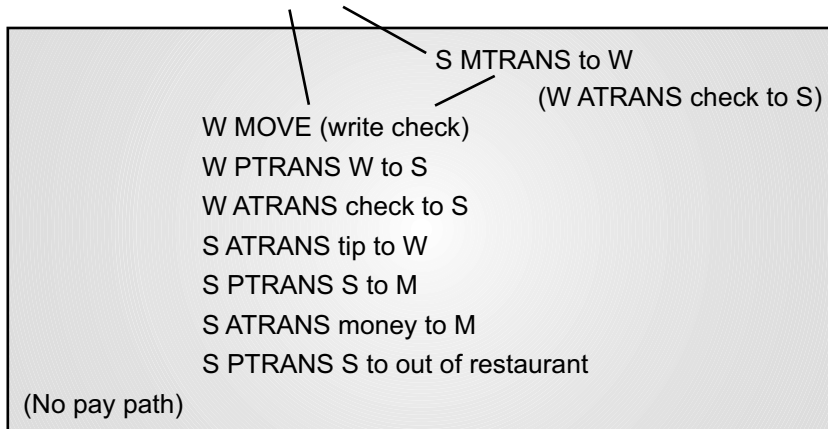 S MTRANS to W
(W ATRANS check to S)
W MOVE (write check)
W PTRANS W to S
W ATRANS check to S
S ATRANS tip to W
S PTRANS S to M
S ATRANS money to M
S PTRANS S to out of restaurant
(No pay path)